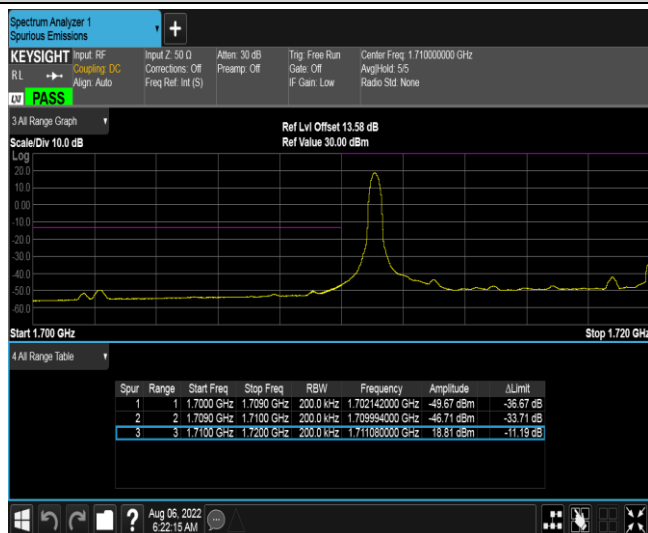 Spectrum Analyzer 1
Spurious Emissions
+
KEYSIGHT Input: RF Input Z: 50 Ω Atten: 30 dB Trig: Free Run Center Freq: 1.710000000 GHz
RL Coupling: DC Corrections: Off Preamp: Off Gate: Off Avg|Hold: 5/5
Align: Auto Freq Ref: Int (S) IF Gain: Low Radio Std: None
LXI PASS
3 All Range Graph
Ref Lvl Offset 13.58 dB
Scale/Div 10.0 dB Ref Value 30.00 dBm
Log
20.0
10.0
0.00
-10.0
-20.0
-30.0
-40.0
-50.0
-60.0
Start 1.700 GHz Stop 1.720 GHz
4 All Range Table
Spur Range Start Freq Stop Freq RBW Frequency Amplitude ΔLimit
1 1 1.7000 GHz 1.7090 GHz 200.0 kHz 1.702142000 GHz -49.67 dBm -36.67 dB
2 2 1.7090 GHz 1.7100 GHz 200.0 kHz 1.709994000 GHz -46.71 dBm -33.71 dB
3 3 1.7100 GHz 1.7200 GHz 200.0 kHz 1.711080000 GHz 18.81 dBm -11.19 dB
? Aug 06, 2022
6:22:15 AM